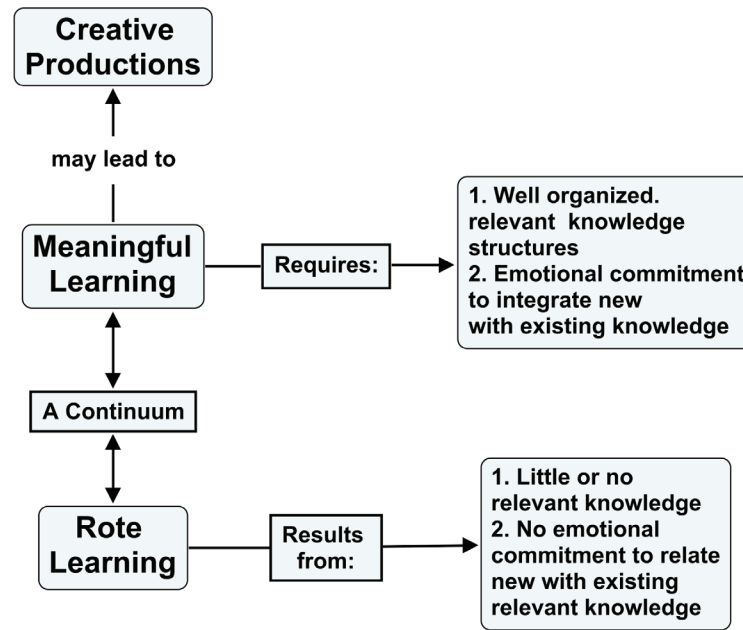 Creative
Productions
may lead to
Meaningful
Learning
Requires:
1. Well organized.
relevant knowledge
structures
2. Emotional commitment
to integrate new
with existing knowledge
A Continuum
Rote
Learning
Results
from:
1. Little or no
relevant knowledge
2. No emotional
commitment to relate
new with existing
relevant knowledge